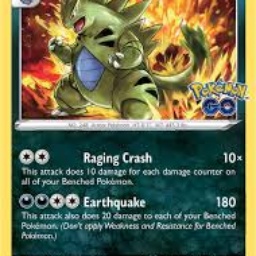 Pokémon
GO
Raging Crash 10×
This attack does 10 damage for each damage counter on
all of your Benched Pokémon.
Earthquake 180
This attack also does 20 damage to each of your Benched
Pokémon. (Don't apply Weakness and Resistance for Benched
Pokémon.)